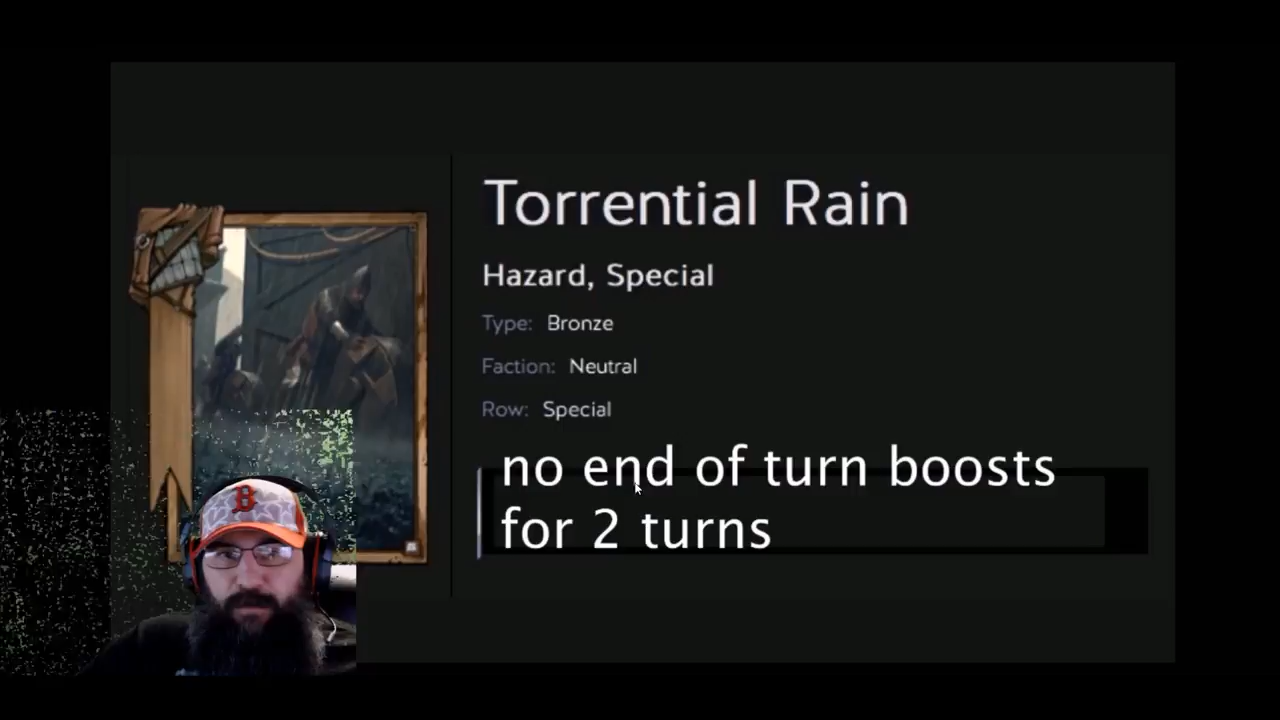 Torrential Rain
Hazard, Special
Type: Bronze
Faction: Neutral
Row: Special
no end of turn boosts
for 2 turns
B